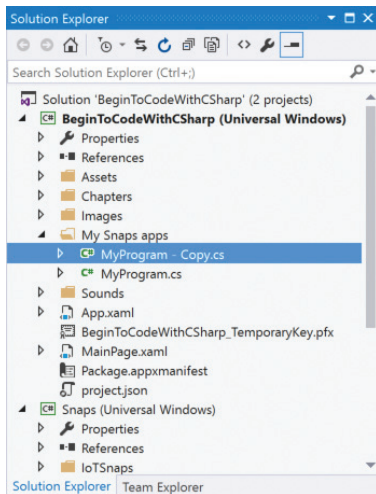 Solution Explorer
Search Solution Explorer (Ctrl+;)
Solution 'BeginToCodeWithCSharp' (2 projects)
BeginToCodeWithCSharp (Universal Windows)
Properties
References
Assets
Chapters
Images
My Snaps apps
MyProgram - Copy.cs
C# MyProgram.cs
Sounds
App.xaml
BeginToCodeWithCSharp_TemporaryKey.pfx
MainPage.xaml
Package.appxmanifest
project.json
C# Snaps (Universal Windows)
Properties
References
IoTSnaps
Solution Explorer Team Explorer